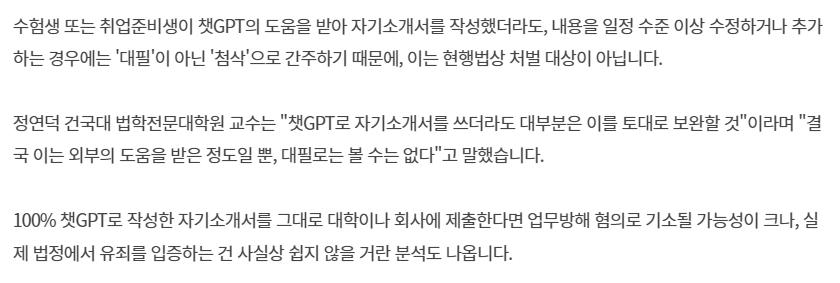 수험생 또는 취업준비생이 챗GPT의 도움을 받아 자기소개서를 작성했더라도, 내용을 일정 수준 이상 수정하거나 추가
하는 경우에는 '대필'이 아닌 '첨삭'으로 간주하기 때문에, 이는 현행법상 처벌 대상이 아닙니다.
정연덕 건국대 법학전문대학원 교수는 "챗GPT로 자기소개서를 쓰더라도 대부분은 이를 토대로 보완할 것"이라며 "결
국 이는 외부의 도움을 받은 정도일 뿐, 대필로는 볼 수는 없다"고 말했습니다.
100% 챗GPT로 작성한 자기소개서를 그대로 대학이나 회사에 제출한다면 업무방해 혐의로 기소될 가능성이 크나, 실
제 법정에서 유죄를 입증하는 건 사실상 쉽지 않을 거란 분석도 나옵니다.